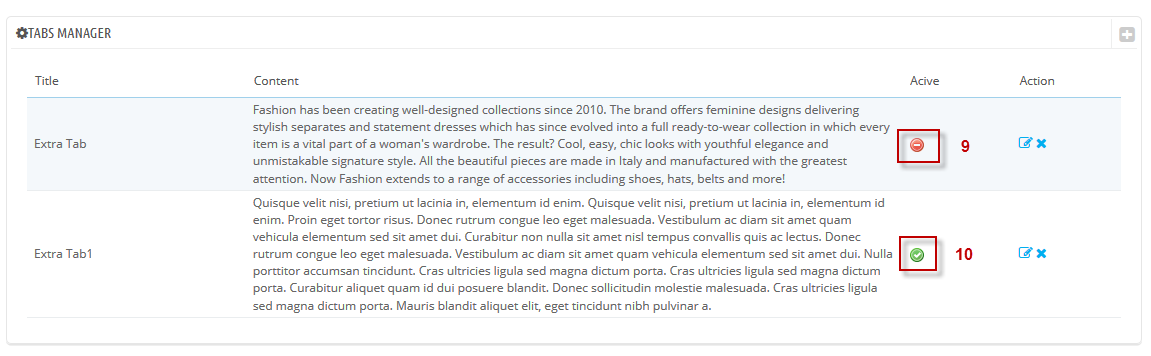 TABS MANAGER
Title Content Acive Action
Extra Tab
Fashion has been creating well-designed collections since 2010. The brand offers feminine designs delivering
stylish separates and statement dresses which has since evolved into a full ready-to-wear collection in which every
item is a vital part of a woman's wardrobe. The result? Cool, easy, chic looks with youthful elegance and
unmistakable signature style. All the beautiful pieces are made in Italy and manufactured with the greatest
attention. Now Fashion extends to a range of accessories including shoes, hats, belts and more!
9
Extra Tab1
Quisque velit nisi, pretium ut lacinia in, elementum id enim. Quisque velit nisi, pretium ut lacinia in, elementum id
enim. Proin eget tortor risus. Donec rutrum congue leo eget malesuada. Vestibulum ac diam sit amet quam
vehicula elementum sed sit amet dui. Curabitur non nulla sit amet nisl tempus convallis quis ac lectus. Donec
rutrum congue leo eget malesuada. Vestibulum ac diam sit amet quam vehicula elementum sed sit amet dui. Nulla
porttitor accumsan tincidunt. Cras ultricies ligula sed magna dictum porta. Cras ultricies ligula sed magna dictum
porta. Curabitur aliquet quam id dui posuere blandit. Donec sollicitudin molestie malesuada. Cras ultricies ligula
sed magna dictum porta. Mauris blandit aliquet elit, eget tincidunt nibh pulvinar a.
10